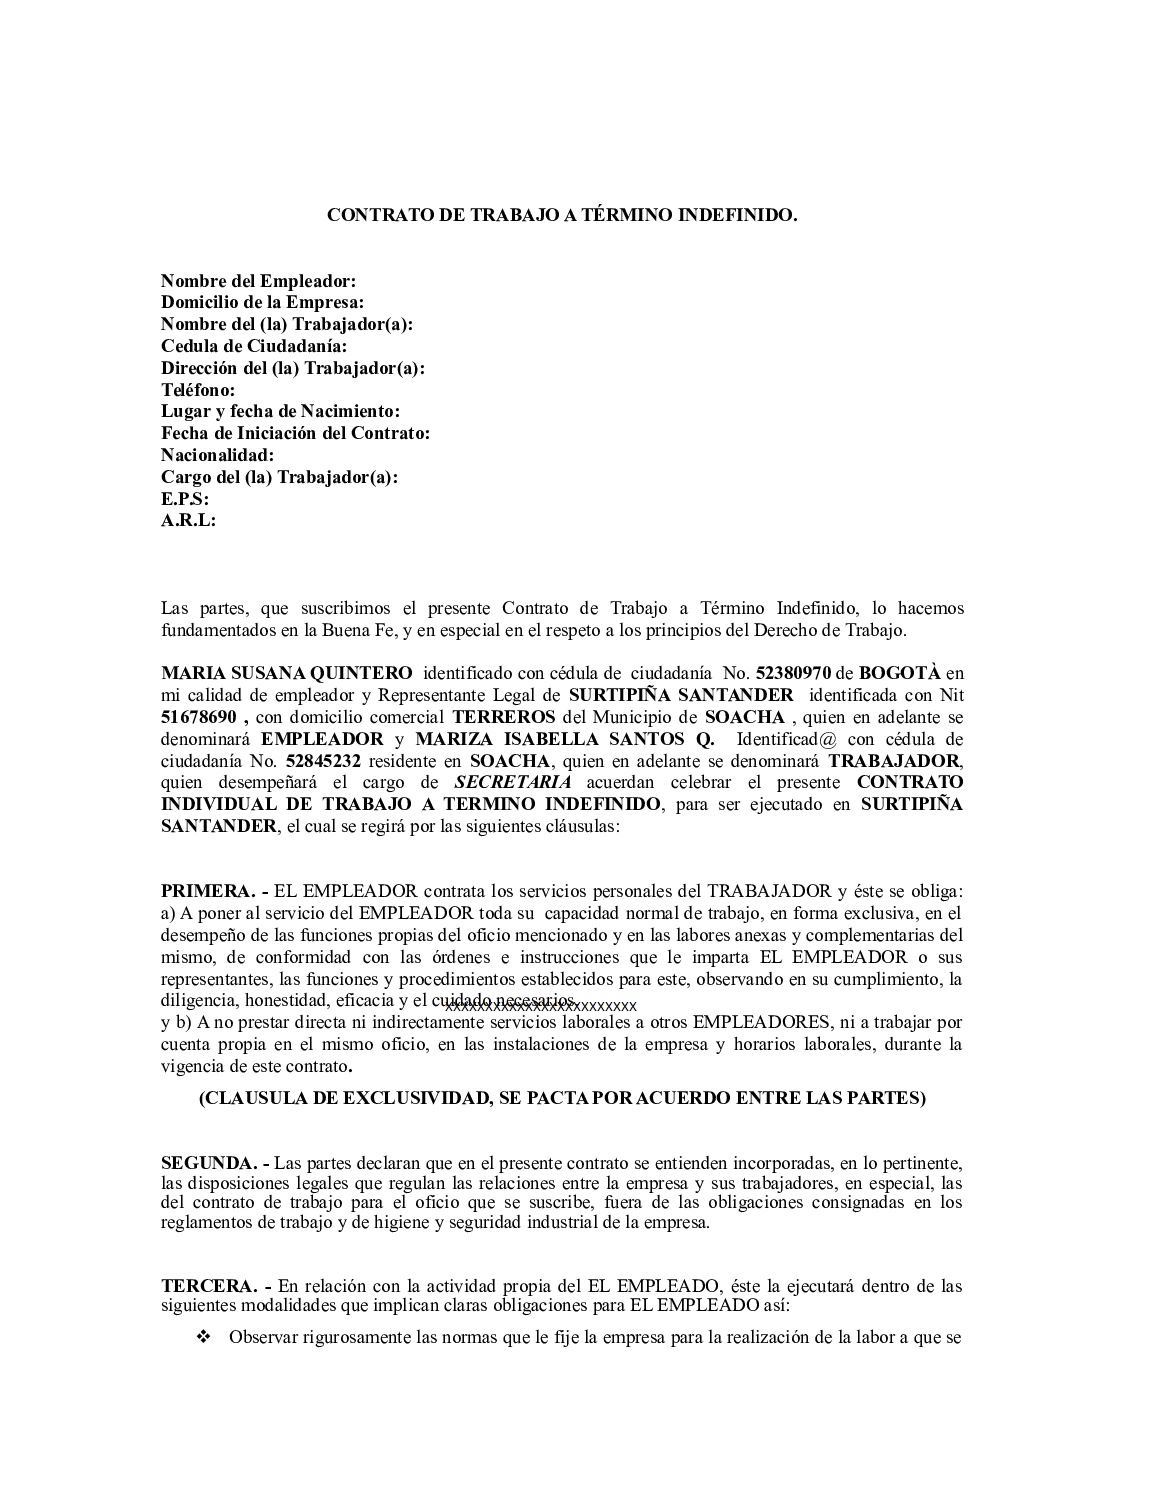 CONTRATO DE TRABAJO A TÉRMINO INDEFINIDO.
Nombre del Empleador:
Domicilio de la Empresa:
Nombre del (la) Trabajador(a):
Cedula de Ciudadanía:
Dirección del (la) Trabajador(a):
Teléfono:
Lugar y fecha de Nacimiento:
Fecha de Iniciación del Contrato:
Nacionalidad:
Cargo del (la) Trabajador(a):
E.P.S:
A.R.L:
Las partes, que suscribimos el presente Contrato de Trabajo a Término Indefinido, lo hacemos
fundamentados en la Buena Fe, y en especial en el respeto a los principios del Derecho de Trabajo.
MARIA SUSANA QUINTERO identificado con cédula de ciudadanía No. 52380970 de BOGOTÀ en
mi calidad de empleador y Representante Legal de SURTIPIÑA SANTANDER identificada con Nit
51678690 , con domicilio comercial TERREROS del Municipio de SOACHA , quien en adelante se
denominará EMPLEADOR y MARIZA ISABELLA SANTOS Q. Identificad@ con cédula de
ciudadanía No. 52845232 residente en SOACHA, quien en adelante se denominará TRABAJADOR,
quien desempeñará el cargo de SECRETARIA acuerdan celebrar el presente CONTRATO
INDIVIDUAL DE TRABAJO A TERMINO INDEFINIDO, para ser ejecutado en SURTIPIÑA
SANTANDER, el cual se regirá por las siguientes cláusulas:
PRIMERA. - EL EMPLEADOR contrata los servicios personales del TRABAJADOR y éste se obliga:
a) A poner al servicio del EMPLEADOR toda su capacidad normal de trabajo, en forma exclusiva, en el
desempeño de las funciones propias del oficio mencionado y en las labores anexas y complementarias del
mismo, de conformidad con las órdenes e instrucciones que le imparta EL EMPLEADOR o sus
representantes, las funciones y procedimientos establecidos para este, observando en su cumplimiento, la
diligencia, honestidad, eficacia y el cuidado necesarios.
xxxxxxxxxxxxxxxxxxxxxxxx
y b) A no prestar directa ni indirectamente servicios laborales a otros EMPLEADORES, ni a trabajar por
cuenta propia en el mismo oficio, en las instalaciones de la empresa y horarios laborales, durante la
vigencia de este contrato.
(CLAUSULA DE EXCLUSIVIDAD, SE PACTA POR ACUERDO ENTRE LAS PARTES)
SEGUNDA. - Las partes declaran que en el presente contrato se entienden incorporadas, en lo pertinente,
las disposiciones legales que regulan las relaciones entre la empresa y sus trabajadores, en especial, las
del contrato de trabajo para el oficio que se suscribe, fuera de las obligaciones consignadas en los
reglamentos de trabajo y de higiene y seguridad industrial de la empresa.
TERCERA. - En relación con la actividad propia del EL EMPLEADO, éste la ejecutará dentro de las
siguientes modalidades que implican claras obligaciones para EL EMPLEADO así:
❖ Observar rigurosamente las normas que le fije la empresa para la realización de la labor a que se